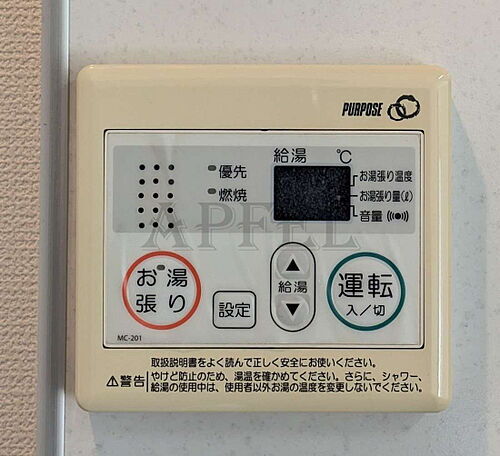 PURPOSE
給湯 ℃
優先
燃焼
お湯張り温度
お湯張り量(ℓ)
音量
APFEL
お湯張り
設定
給湯
運転
入/切
MC-201
取扱説明書をよく読んで正しく安全にお使いください。
⚠警告 やけど防止のため、湯温を確かめてください。さらに、シャワー、
給湯の使用中は、使用者以外お湯の温度を変更しないでください。